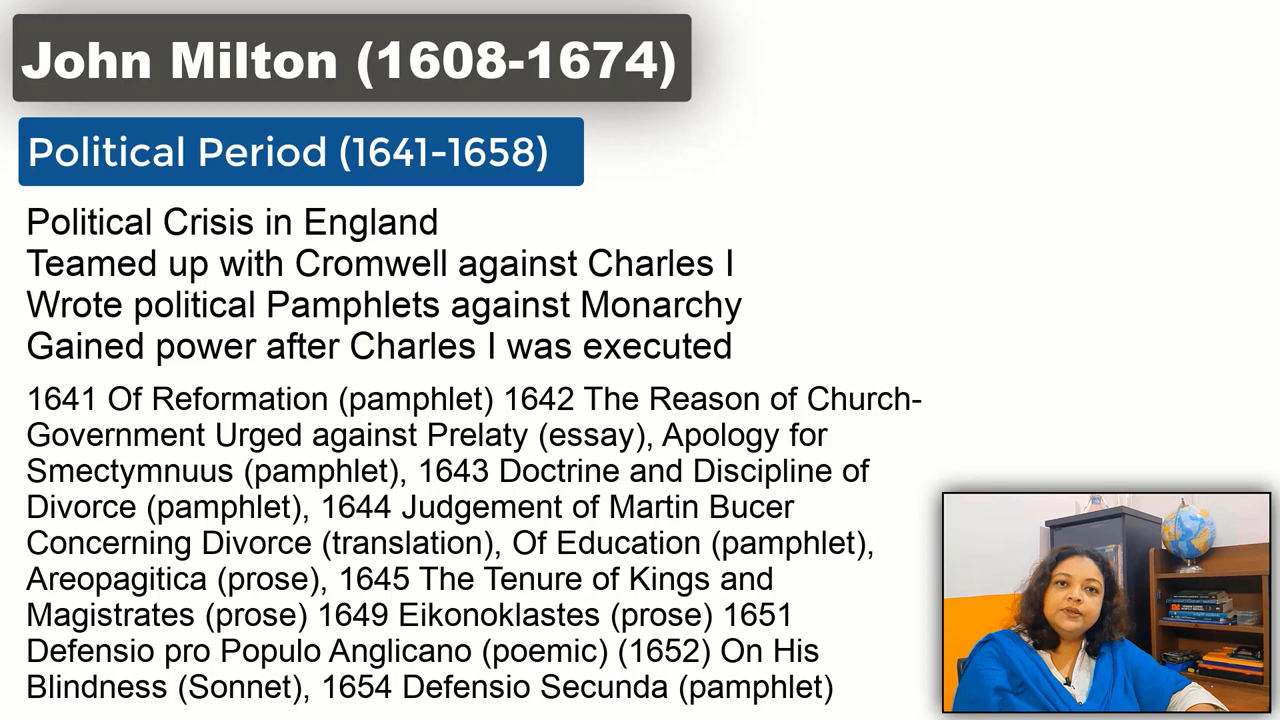 John Milton (1608-1674)
Political Period (1641-1658)
Political Crisis in England
Teamed up with Cromwell against Charles I
Wrote political Pamphlets against Monarchy
Gained power after Charles I was executed
1641 Of Reformation (pamphlet) 1642 The Reason of Church-
Government Urged against Prelaty (essay), Apology for
Smectymnuus (pamphlet), 1643 Doctrine and Discipline of
Divorce (pamphlet), 1644 Judgement of Martin Bucer
Concerning Divorce (translation), Of Education (pamphlet),
Areopagitica (prose), 1645 The Tenure of Kings and
Magistrates (prose) 1649 Eikonoklastes (prose) 1651
Defensio pro Populo Anglicano (poemic) (1652) On His
Blindness (Sonnet), 1654 Defensio Secunda (pamphlet)